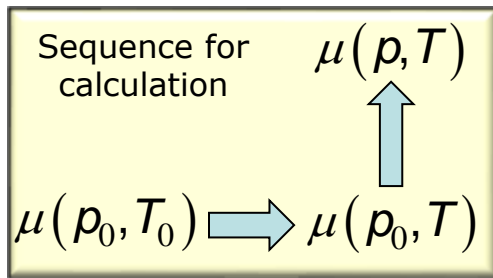 Sequence for
calculation
μ(p,T)
μ(p₀,T₀)
μ(p₀,T)